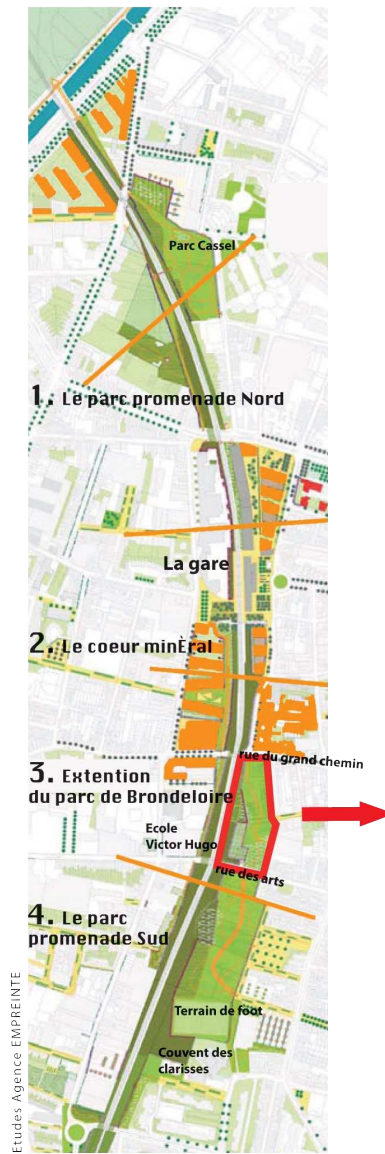 Parc Cassel
1. Le parc promenade Nord
La gare
2. Le coeur minÈral
rue du grand chemin
3. Extention
du parc de Brondeloire
Ecole
Victor Hugo
rue des arts
4. Le parc
promenade Sud
Terrain de foot
Couvent des
clarisses
Etudes Agence EMPREINTE